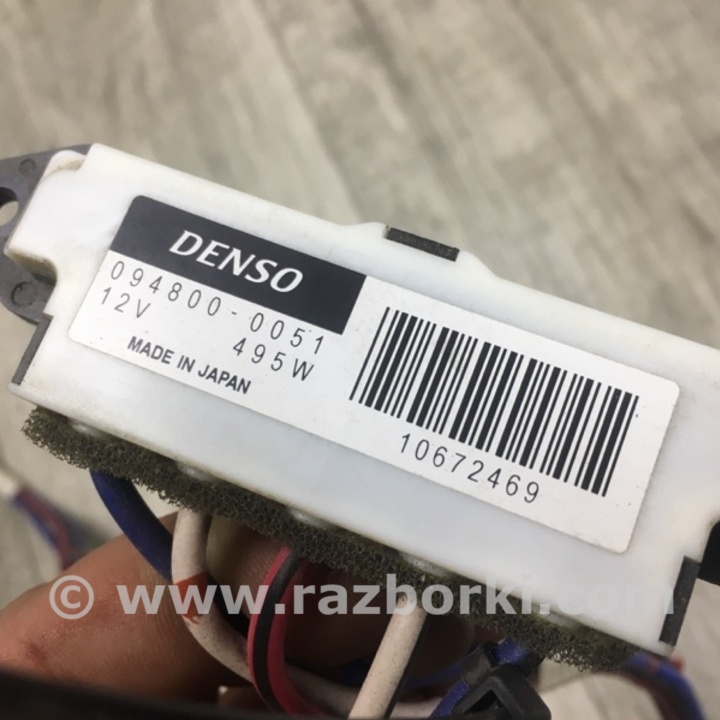 DENSO
094800-0051
12V 495W
MADE IN JAPAN
10672469
© www.razborki.com